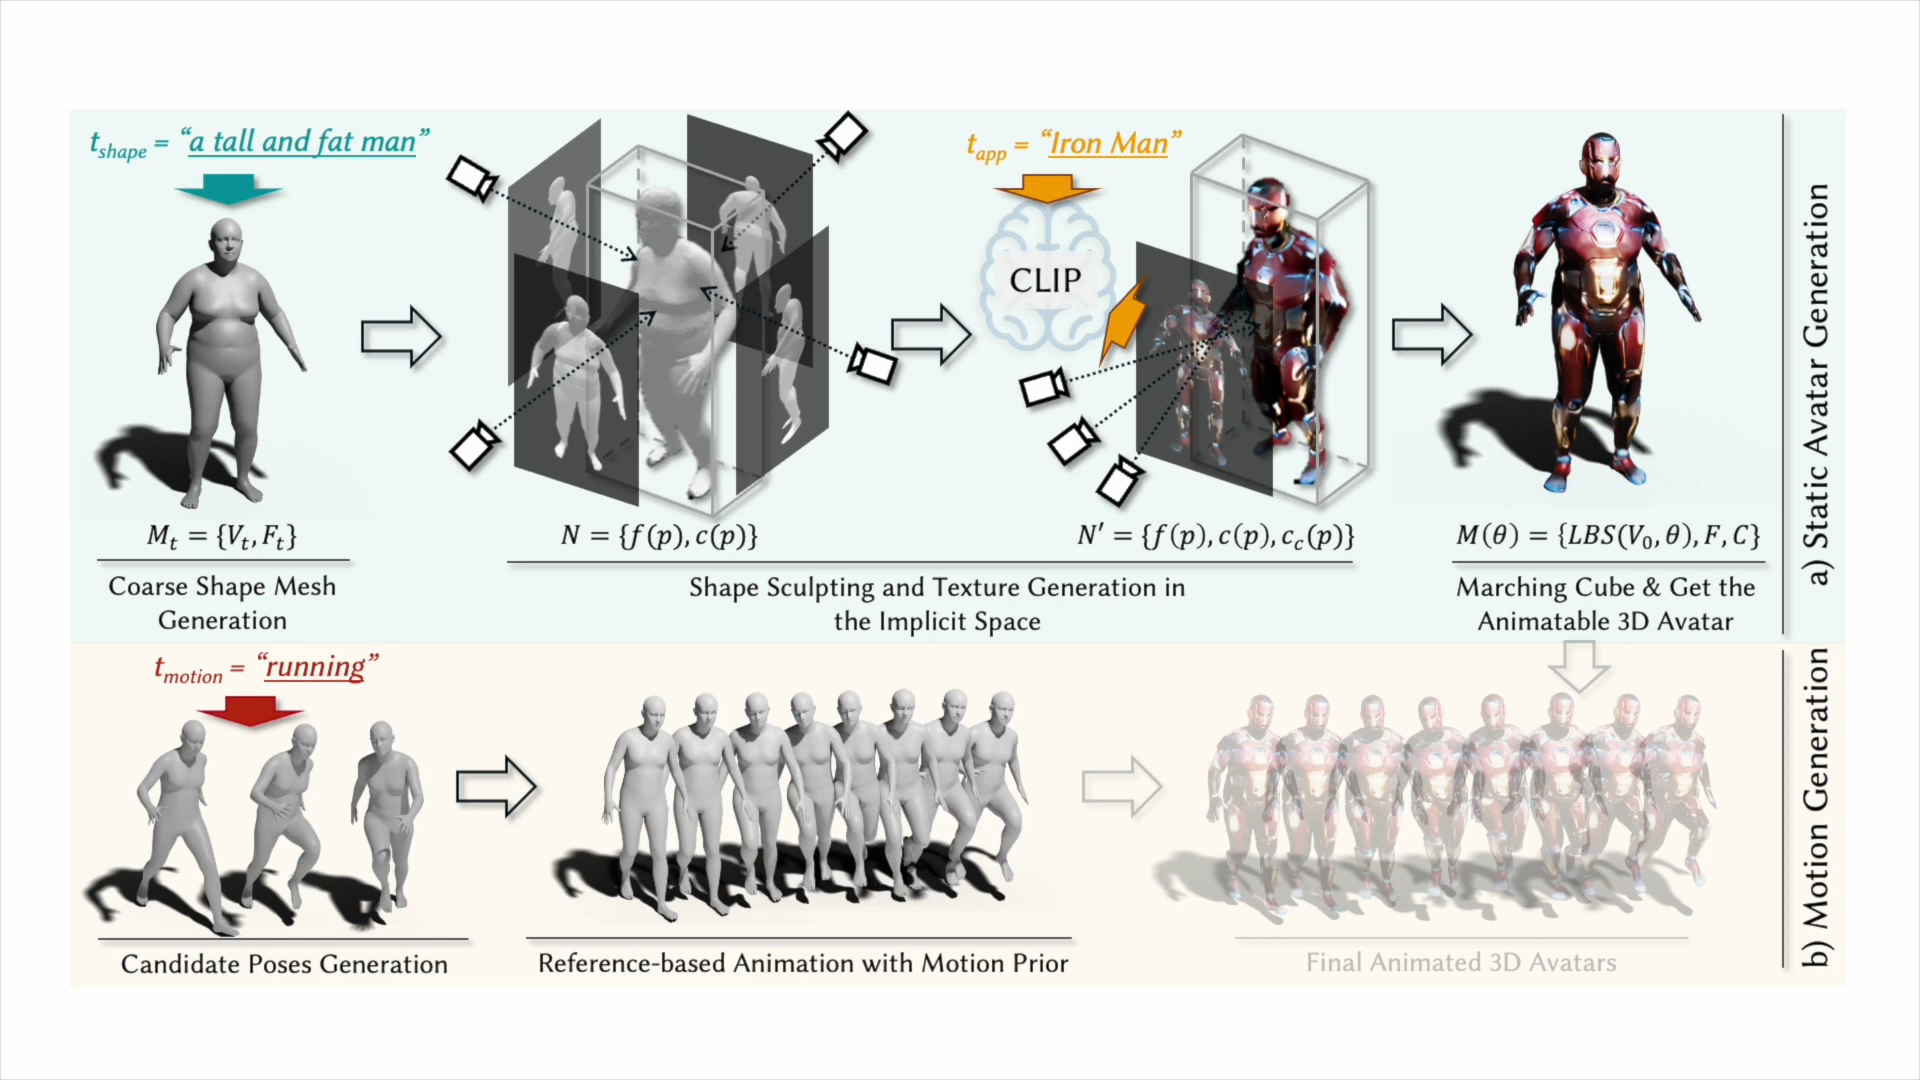 t_shape = “a tall and fat man”
t_app = “Iron Man”
CLIP
M_t = {V_t, F_t}
N = {f(p), c(p)}
N′ = {f(p), c(p), c_c(p)}
M(θ) = {LBS(V_0, θ), F, C}
Coarse Shape Mesh
Generation
Shape Sculpting and Texture Generation in
the Implicit Space
Marching Cube & Get the
Animatable 3D Avatar
a) Static Avatar Generation
t_motion = “running”
Candidate Poses Generation
Reference-based Animation with Motion Prior
Final Animated 3D Avatars
b) Motion Generation